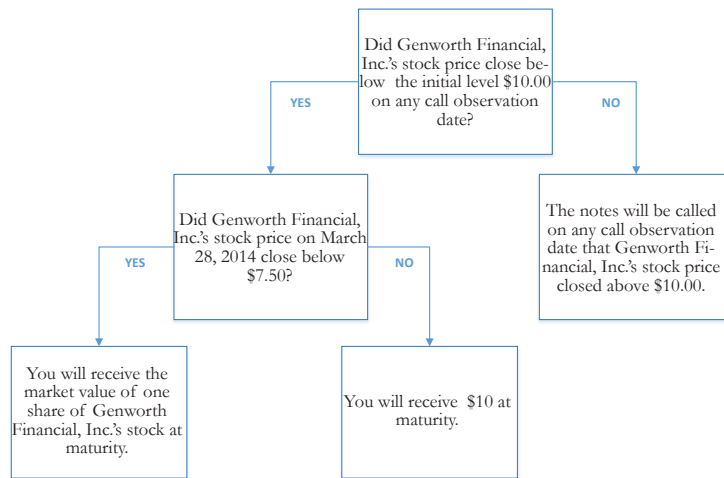 Did Genworth Financial,
Inc.'s stock price close be-
low the initial level $10.00
on any call observation
date?
YES
NO
Did Genworth Financial,
Inc.'s stock price on March
28, 2014 close below
$7.50?
The notes will be called
on any call observation
date that Genworth Fi-
nancial, Inc.'s stock price
closed above $10.00.
YES
NO
You will receive the
market value of one
share of Genworth
Financial, Inc.'s stock at
maturity.
You will receive $10 at
maturity.